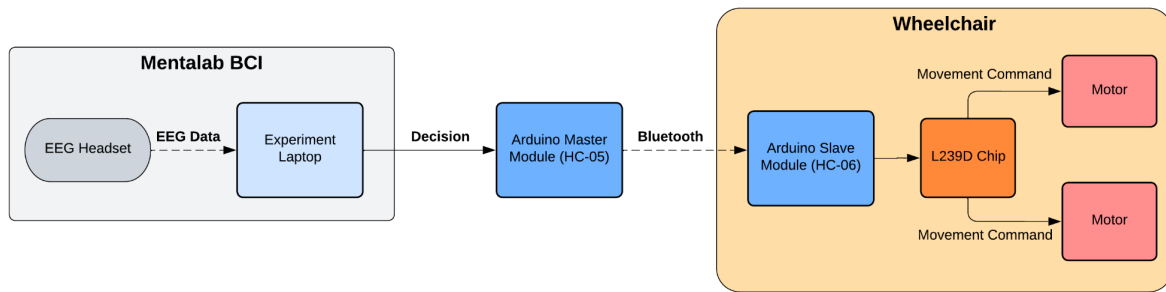 Mentalab BCI
EEG Headset
EEG Data
Experiment
Laptop
Decision
Arduino Master
Module (HC-05)
Bluetooth
Wheelchair
Arduino Slave
Module (HC-06)
L239D Chip
Movement Command
Motor
Movement Command
Motor